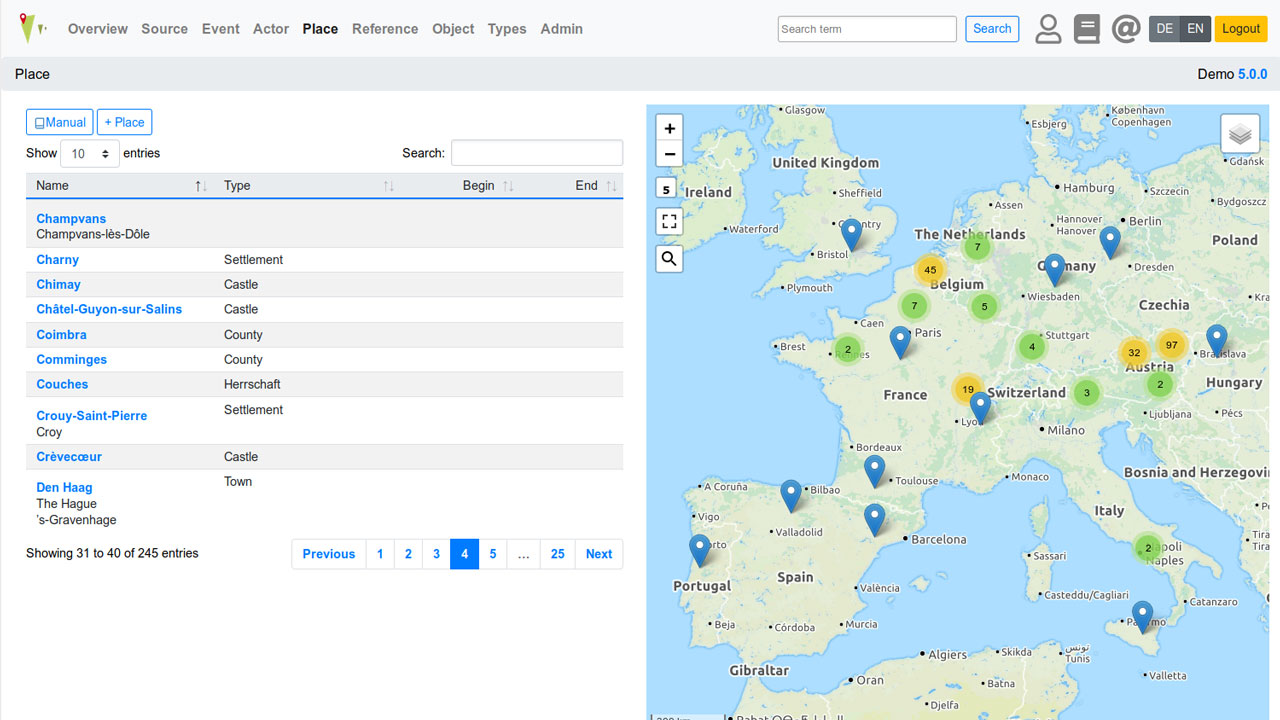 Overview Source Event Actor Place Reference Object Types Admin
Search term
Search
DE EN
Logout
Place
Demo 5.0.0
Manual
+ Place
Show 10 entries
Search:
Name Type Begin End
Champvans
Champvans-lès-Dôle
Charny Settlement
Chimay Castle
Châtel-Guyon-sur-Salins Castle
Coimbra County
Comminges County
Couches Herrschaft
Crouy-Saint-Pierre Settlement
Croy
Crèvecœur Castle
Den Haag Town
The Hague
's-Gravenhage
Showing 31 to 40 of 245 entries
Previous 1 2 3 4 5 … 25 Next
+
−
5
Glasgow
København
Copenhagen
Esbjerg
Gdańsk
United Kingdom
Ireland
Sheffield
Hamburg
Szczecin
Bydgoszcz
Assen
Waterford
Hannover
Hanover
Berlin
The Netherlands
Poland
7
Bristol
45
Belgium
Dresden
Plymouth
Wiesbaden
7
5
Czechia
Caen
Paris
Stuttgart
Brest
2
4
32
97
Bratislava
Austria
2
Hungary
France
19
Switzerland
3
Ljubljana
Pécs
Milano
Bordeaux
Toulouse
Monaco
Bosnia and Herzegovi
A Coruña
Bilbao
Vigo
Valladolid
Italy
Barcelona
2
Napoli
Naples
Sassari
Portugal
Spain
València
Casteddu/Cagliari
Catanzaro
Beja
Córdoba
Murcia
Palermo
Gibraltar
Algiers
Skikda
تونس
Tunis
Oran
Batna
Valletta
Djelfa